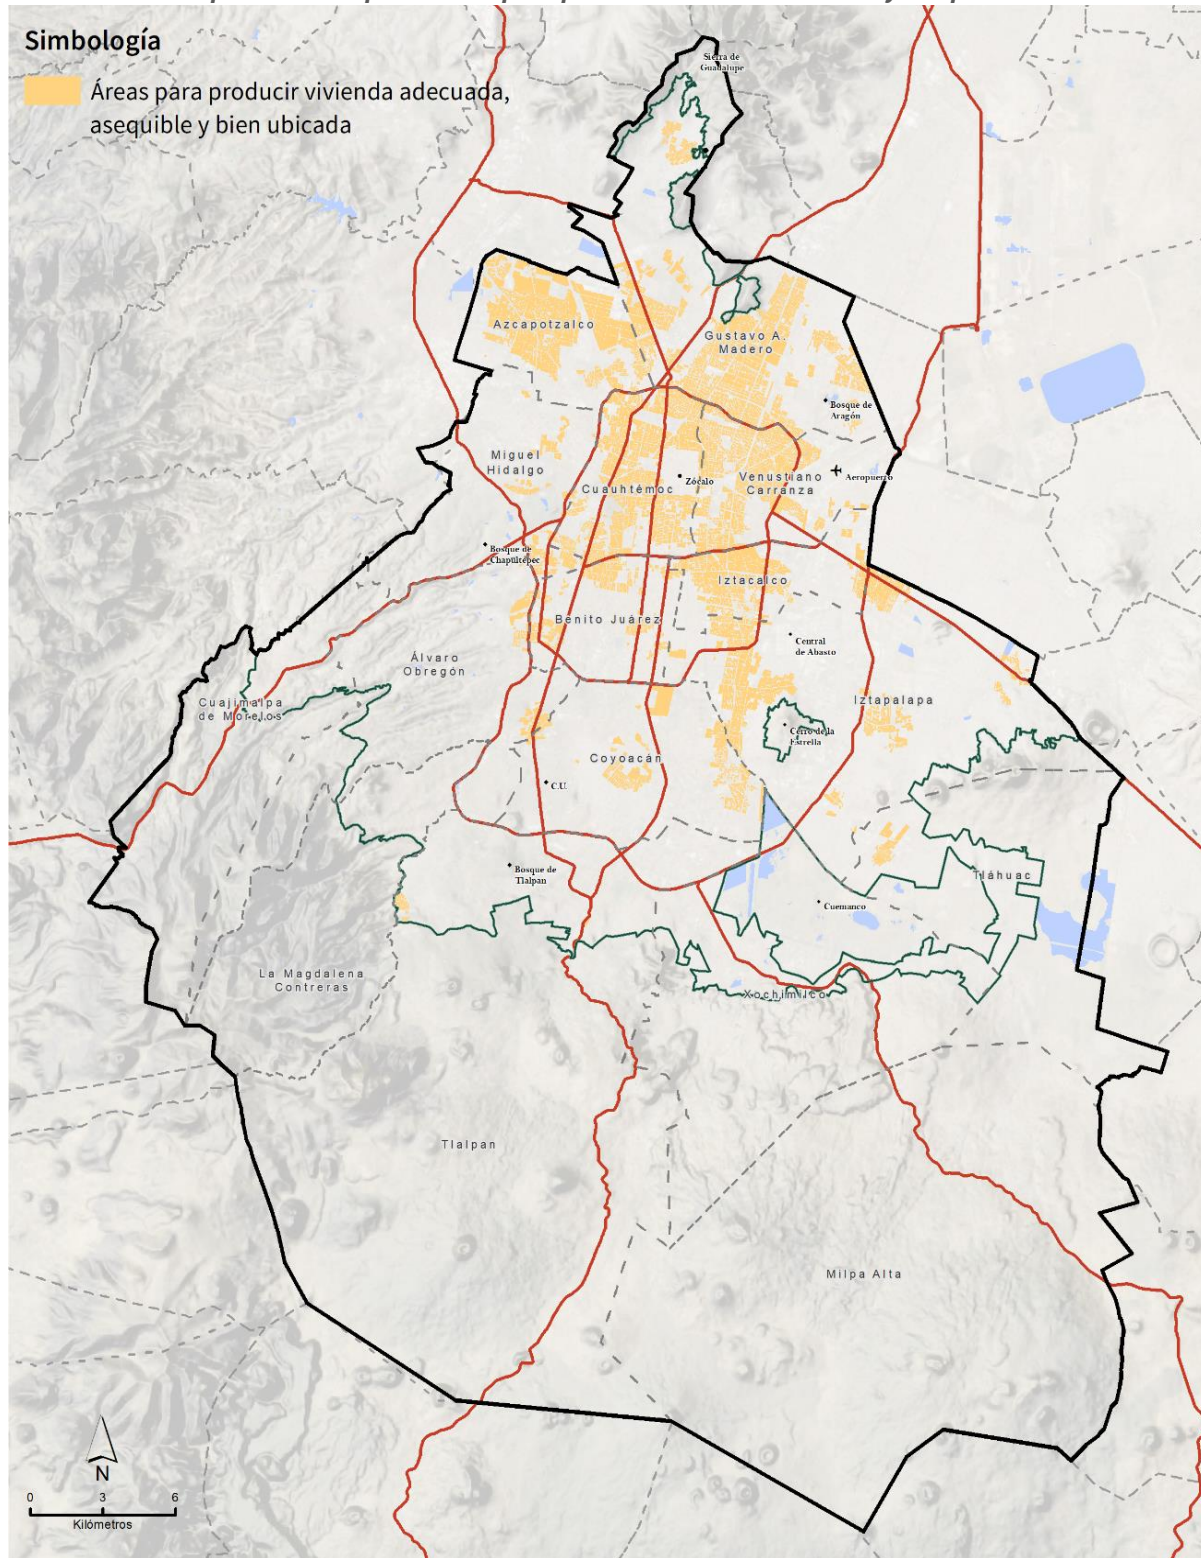 Simbología
Áreas para producir vivienda adecuada,
asequible y bien ubicada
Sierra de
Guadalupe
Azcapotzalco
Gustavo A.
Madero
Bosque de
Aragón
Miguel
Hidalgo
Cuauhtémoc
Zócalo
Venustiano
Carranza
Aeropuerto
Bosque de
Chapultepec
Iztacalco
Benito Juárez
Central
de Abasto
Álvaro
Obregón
Cuajimalpa
de Morelos
Iztapalapa
Cerro de la
Estrella
Coyoacán
C.U.
Bosque de
Tlalpan
Tláhuac
Cuemanco
La Magdalena
Contreras
Xochimilco
Tlalpan
Milpa Alta
N
0 3 6
Kilómetros